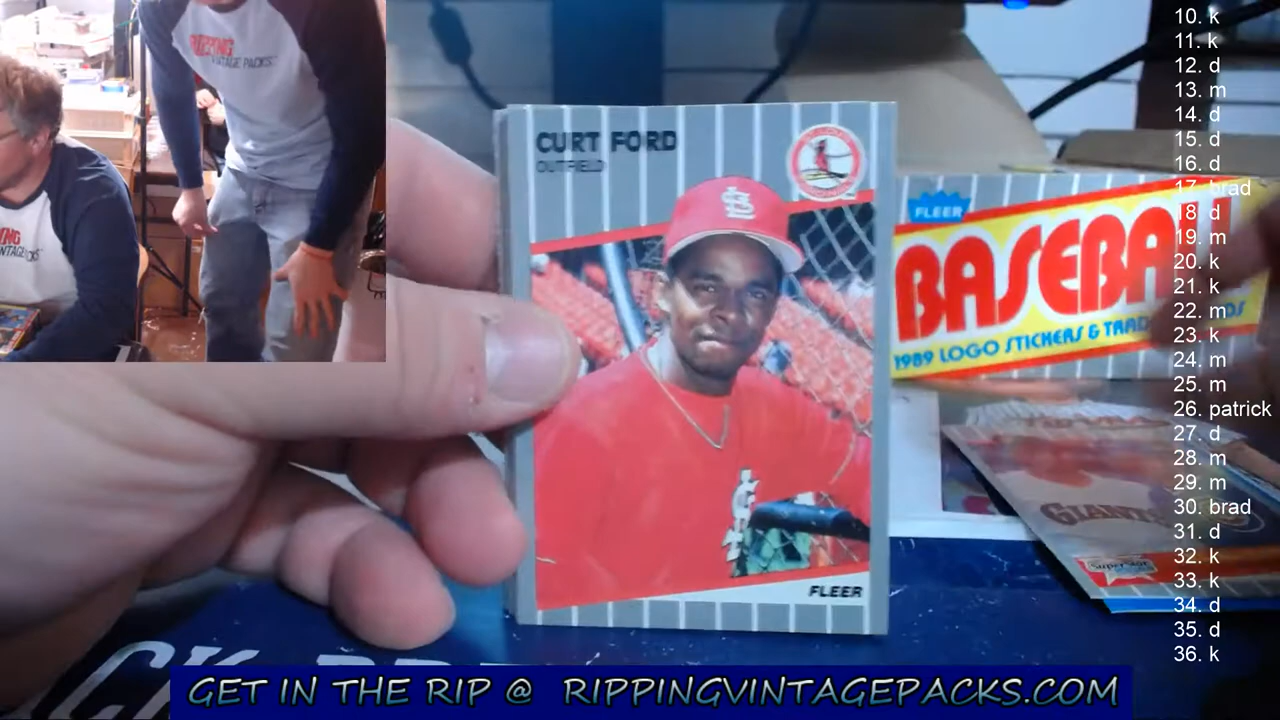 RIPPING
VINTAGE PACKS
CURT FORD
OUTFIELD
FLEER
FLEER
BASEBA
1989 LOGO STICKERS & TRAD
GIANTS
SuperStar
10. k
11. k
12. d
13. m
14. d
15. d
16. d
17. brad
18. d
19. m
20. k
21. k
22. m
23. k
24. m
25. m
26. patrick
27. d
28. m
29. m
30. brad
31. d
32. k
33. k
34. d
35. d
36. k
GET IN THE RIP @ RIPPINGVINTAGEPACKS.COM